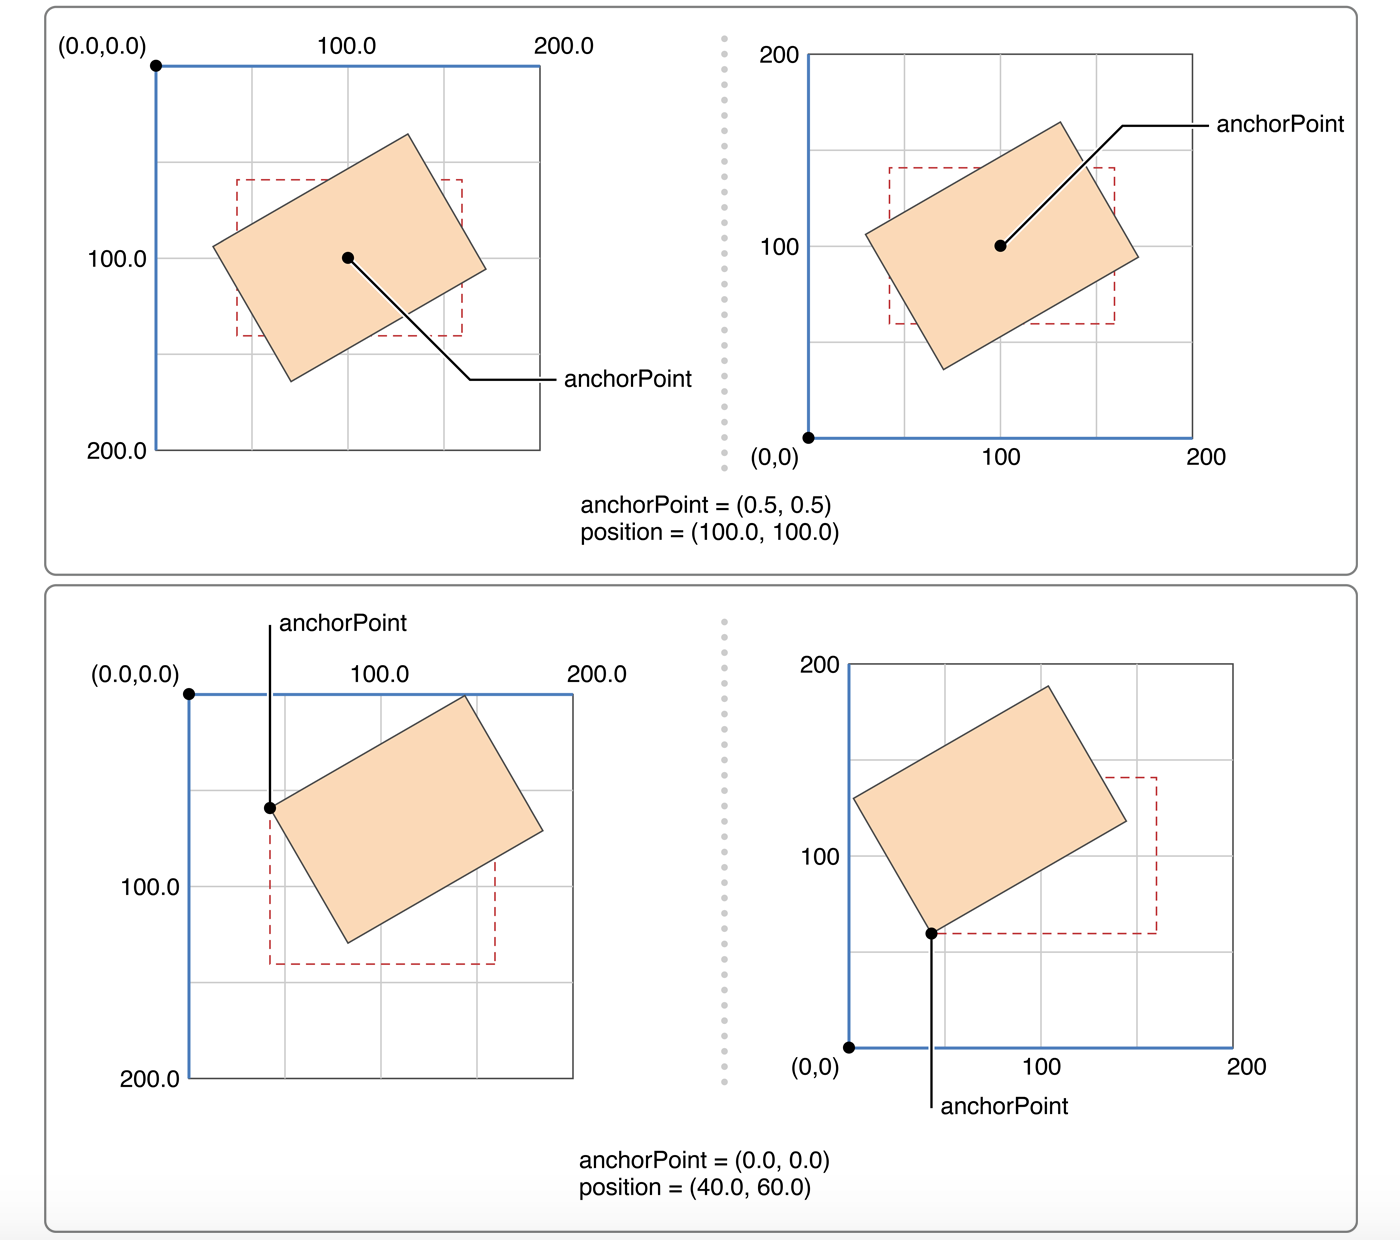 (0.0,0.0) 100.0 200.0
200
anchorPoint
100.0
100
anchorPoint
200.0
(0,0) 100 200
anchorPoint = (0.5, 0.5)
position = (100.0, 100.0)
anchorPoint
(0.0,0.0) 100.0 200.0
200
100.0
100
200.0
(0,0) 100 200
anchorPoint
anchorPoint = (0.0, 0.0)
position = (40.0, 60.0)